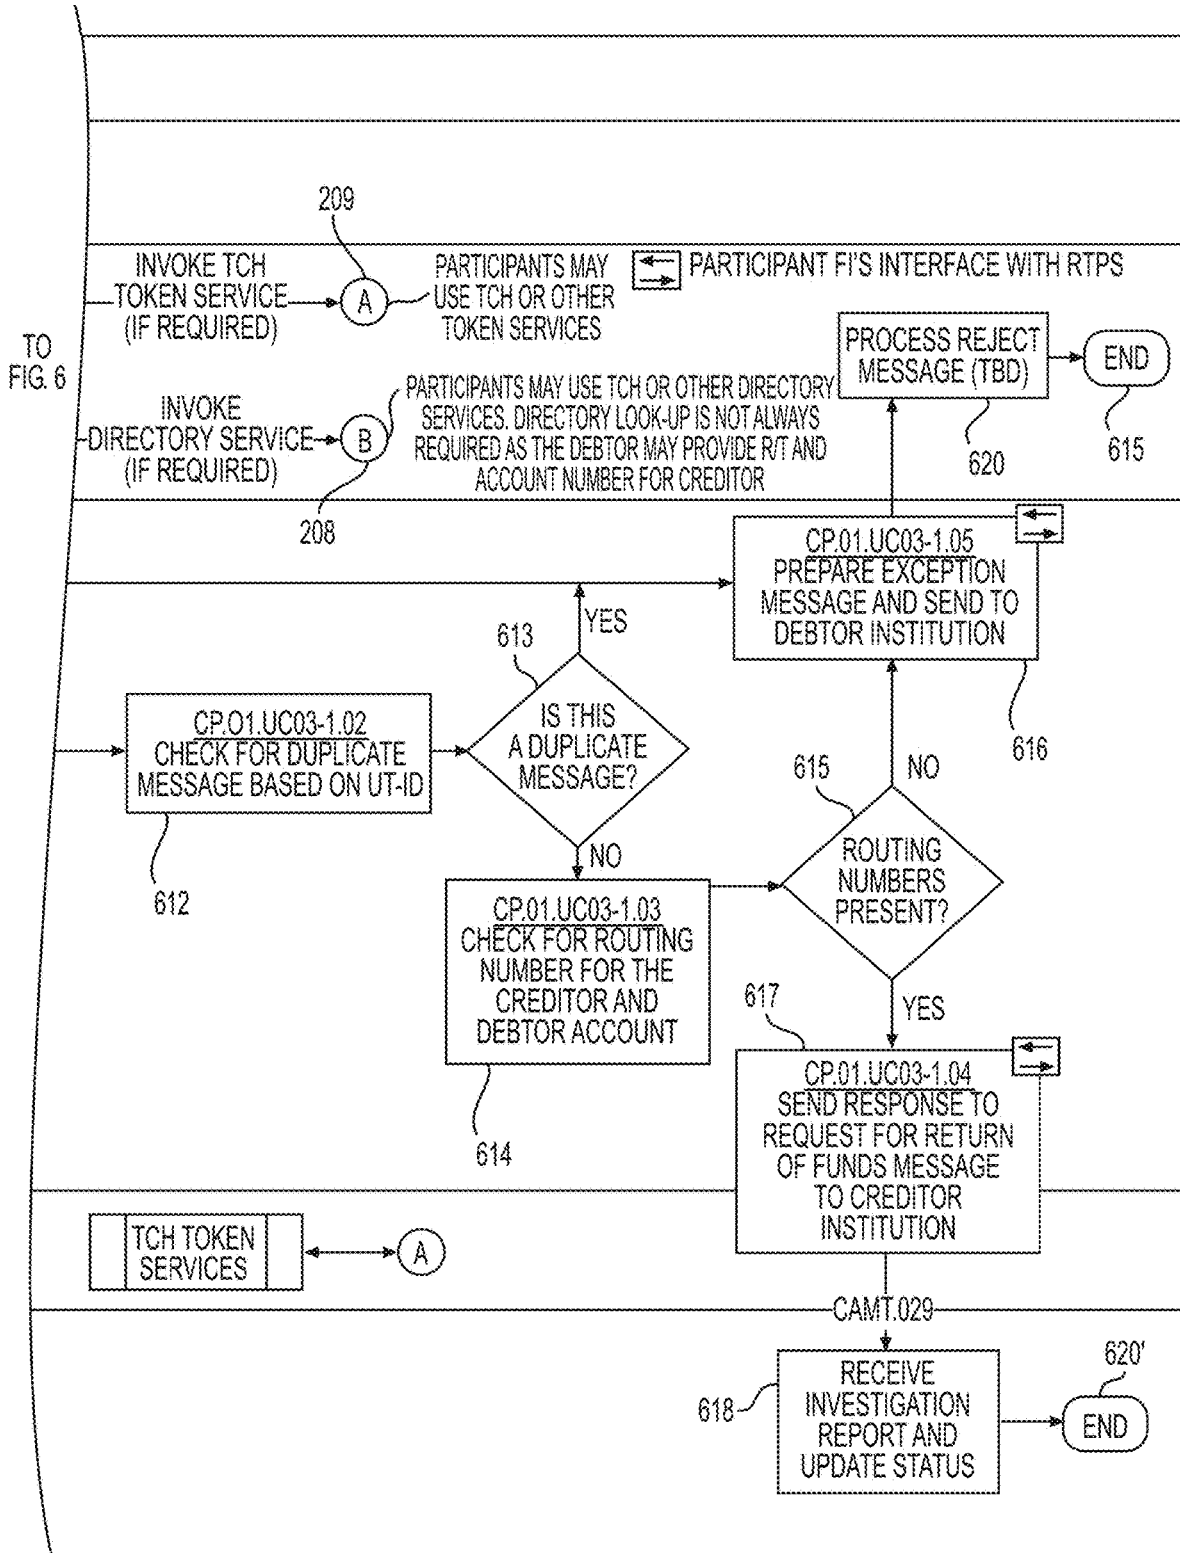 209
INVOKE TCH
TOKEN SERVICE
(IF REQUIRED)
A
PARTICIPANTS MAY
USE TCH OR OTHER
TOKEN SERVICES
PARTICIPANT FI'S INTERFACE WITH RTPS
TO
FIG. 6
PROCESS REJECT
MESSAGE (TBD)
END
620
615
INVOKE
DIRECTORY SERVICE
(IF REQUIRED)
B
PARTICIPANTS MAY USE TCH OR OTHER DIRECTORY
SERVICES. DIRECTORY LOOK-UP IS NOT ALWAYS
REQUIRED AS THE DEBTOR MAY PROVIDE R/T AND
ACCOUNT NUMBER FOR CREDITOR
208
CP.01.UC03-1.05
PREPARE EXCEPTION
MESSAGE AND SEND TO
DEBTOR INSTITUTION
616
YES
613
CP.O1.UC03-1.02
CHECK FOR DUPLICATE
MESSAGE BASED ON UT-ID
612
IS THIS
A DUPLICATE
MESSAGE?
NO
615
NO
ROUTING
NUMBERS
PRESENT?
YES
CP.01.UC03-1.03
CHECK FOR ROUTING
NUMBER FOR THE
CREDITOR AND
DEBTOR ACCOUNT
614
617
CP.01.UC03-1.04
SEND RESPONSE TO
REQUEST FOR RETURN
OF FUNDS MESSAGE
TO CREDITOR
INSTITUTION
TCH TOKEN
SERVICES
A
CAMT.029
RECEIVE
INVESTIGATION
REPORT AND
UPDATE STATUS
618
620'
END